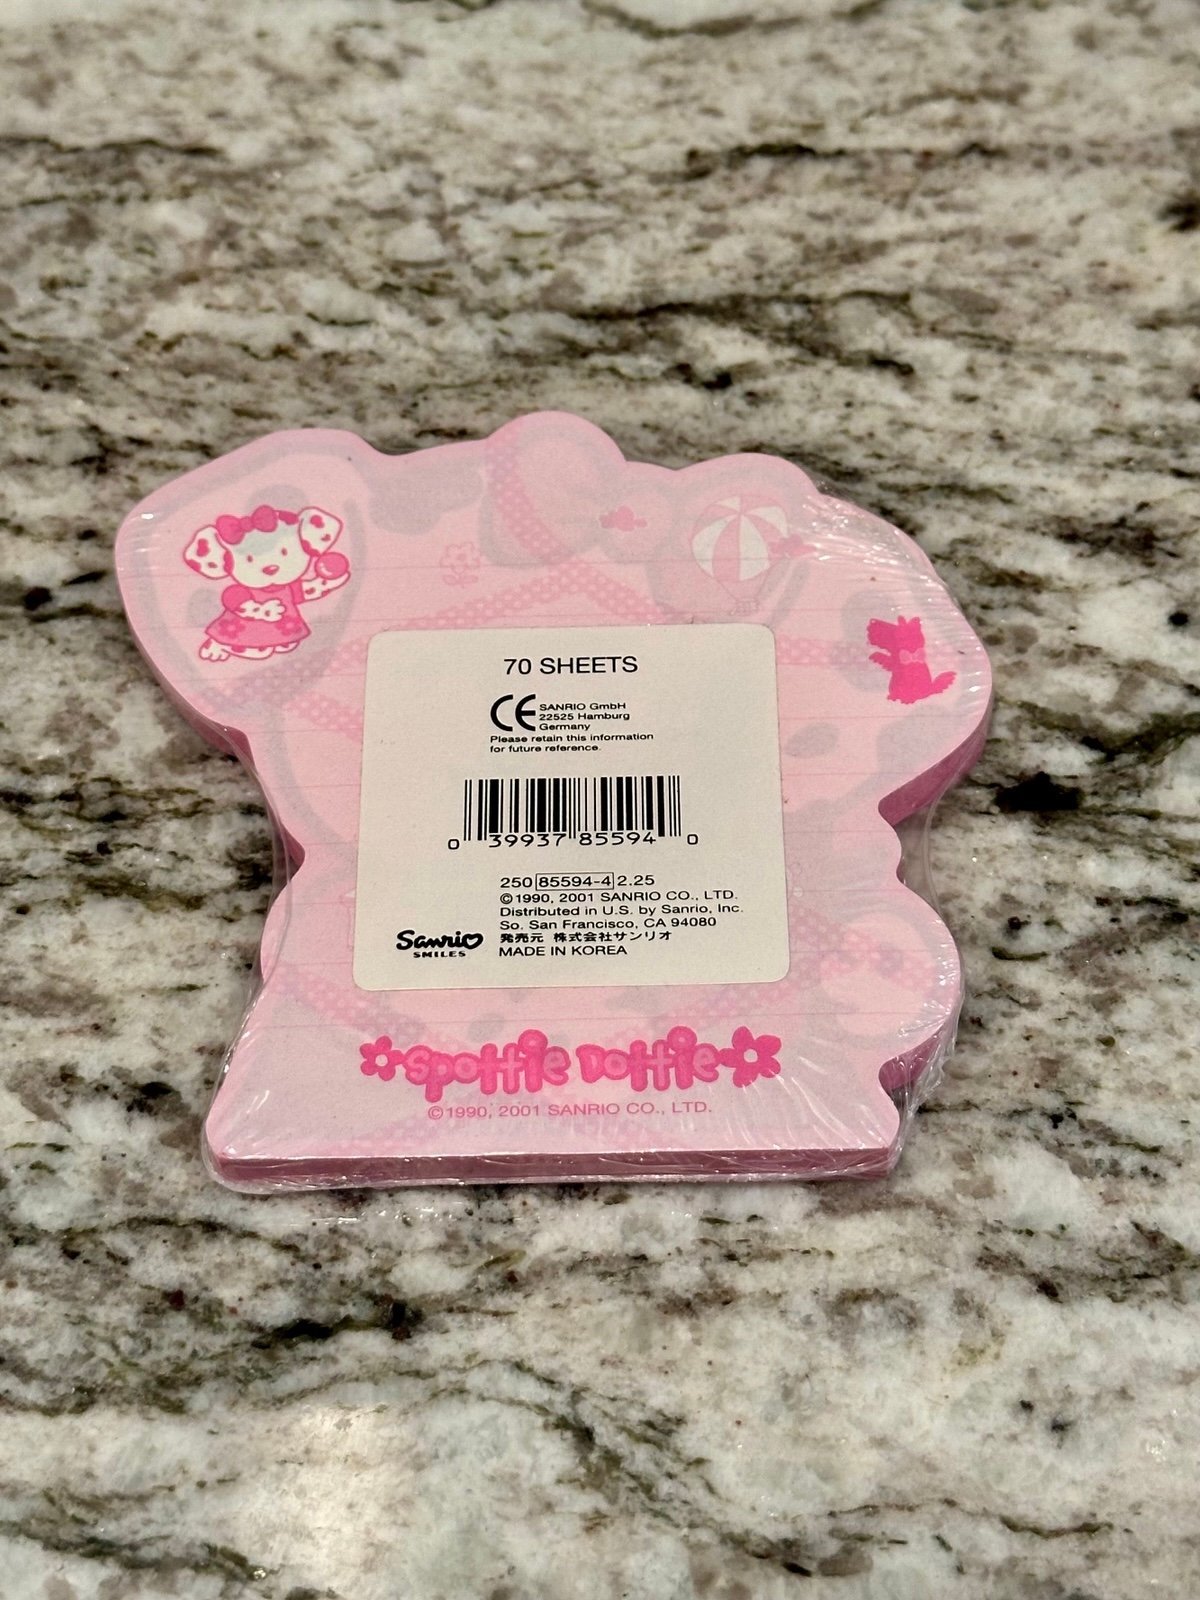 70 SHEETS
CE SANRIO GmbH
22525 Hamburg
Germany
Please retain this information
for future reference.
0 39937 85594 0
250 85594-4 2.25
©1990, 2001 SANRIO CO., LTD.
Distributed in U.S. by Sanrio, Inc.
So. San Francisco, CA 94080
発売元 株式会社サンリオ
MADE IN KOREA
Sanrio
SMILES
Spottie Dottie
©1990, 2001 SANRIO CO., LTD.